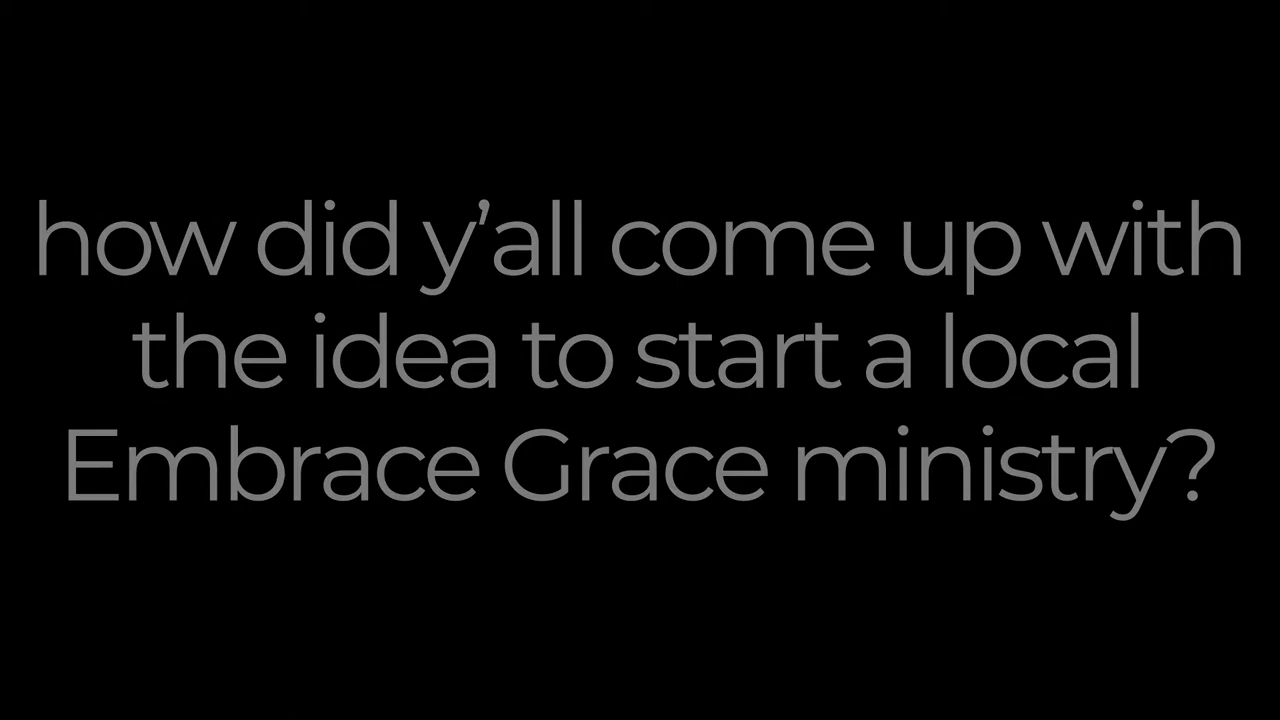 how did y’all come up with
the idea to start a local
Embrace Grace ministry?